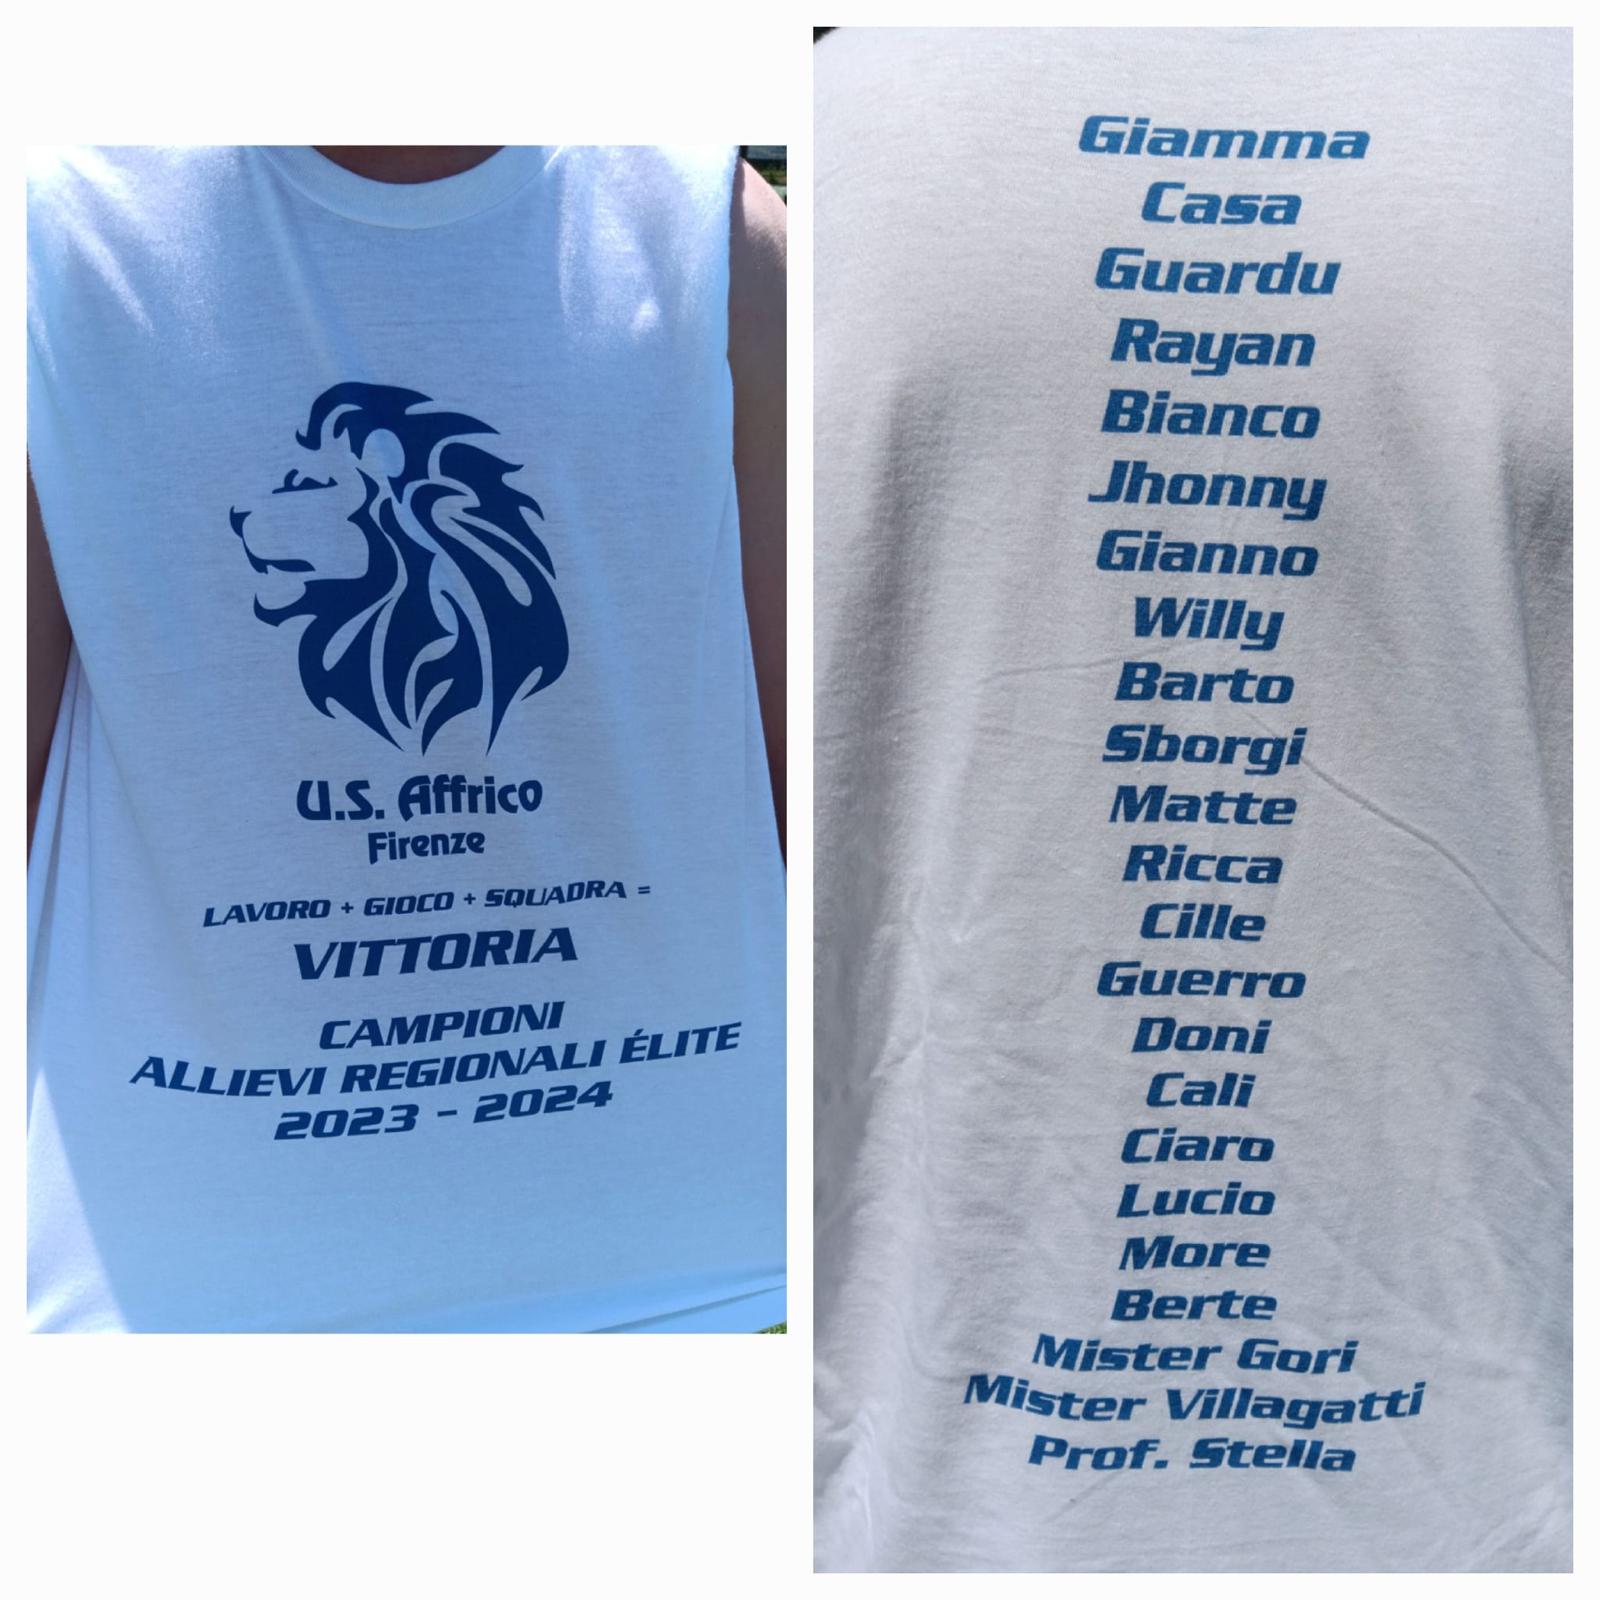 U.S. Affrico
Firenze
LAVORO + GIOCO + SQUADRA =
VITTORIA
CAMPIONI
ALLIEVI REGIONALI ÉLITE
2023 - 2024
Giamma
Casa
Guardu
Rayan
Bianco
Jhonny
Gianno
Willy
Barto
Sborgi
Matte
Ricca
Cille
Guerro
Doni
Cali
Ciaro
Lucio
More
Berte
Mister Gori
Mister Villagatti
Prof. Stella